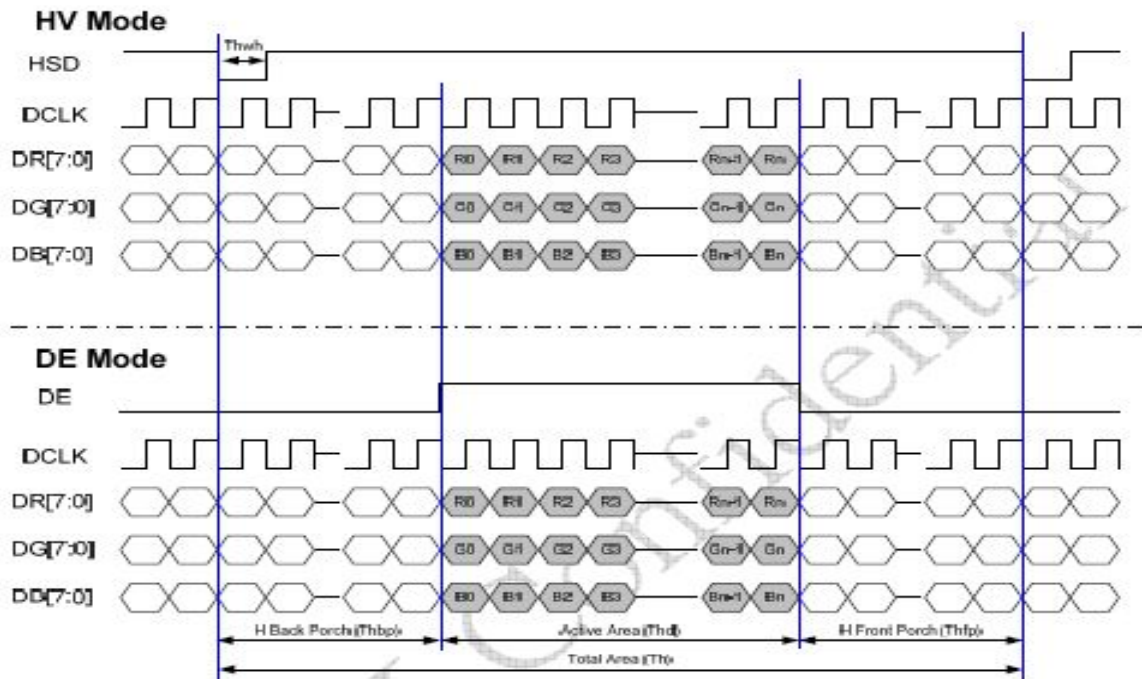 HV Mode
Thwh
HSD
DCLK
DR[7:0] R0 R1 R2 R3 Rn-1 Rn
DG[7:0] G0 G1 G2 G3 Gn-1 Gn
DB[7:0] B0 B1 B2 B3 Bn-1 Bn
DE Mode
DE
DCLK
DR[7:0] R0 R1 R2 R3 Rn-1 Rn
DG[7:0] G0 G1 G2 G3 Gn-1 Gn
DB[7:0] B0 B1 B2 B3 Bn-1 Bn
H Back Porch (Thbp) Active Area (Thd) H Front Porch (Thfp)
Total Area (Th)
Confidential